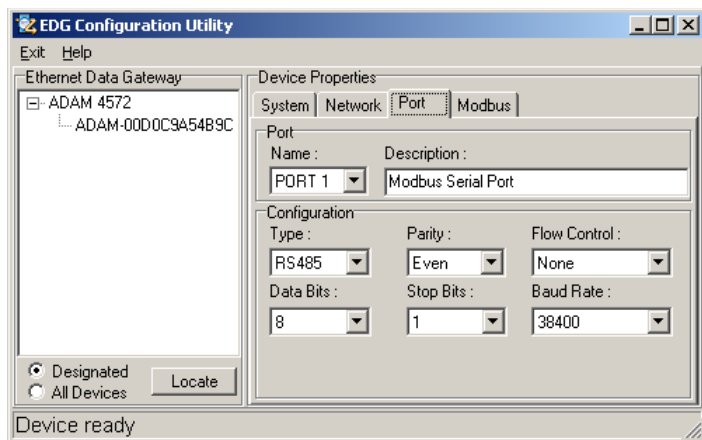 EDG Configuration Utility
Exit Help
Ethernet Data Gateway
ADAM 4572
ADAM-00D0C9A54B9C
Designated
All Devices
Locate
Device Properties
System Network Port Modbus
Port
Name : Description :
PORT 1 Modbus Serial Port
Configuration
Type : Parity : Flow Control :
RS485 Even None
Data Bits : Stop Bits : Baud Rate :
8 1 38400
Device ready